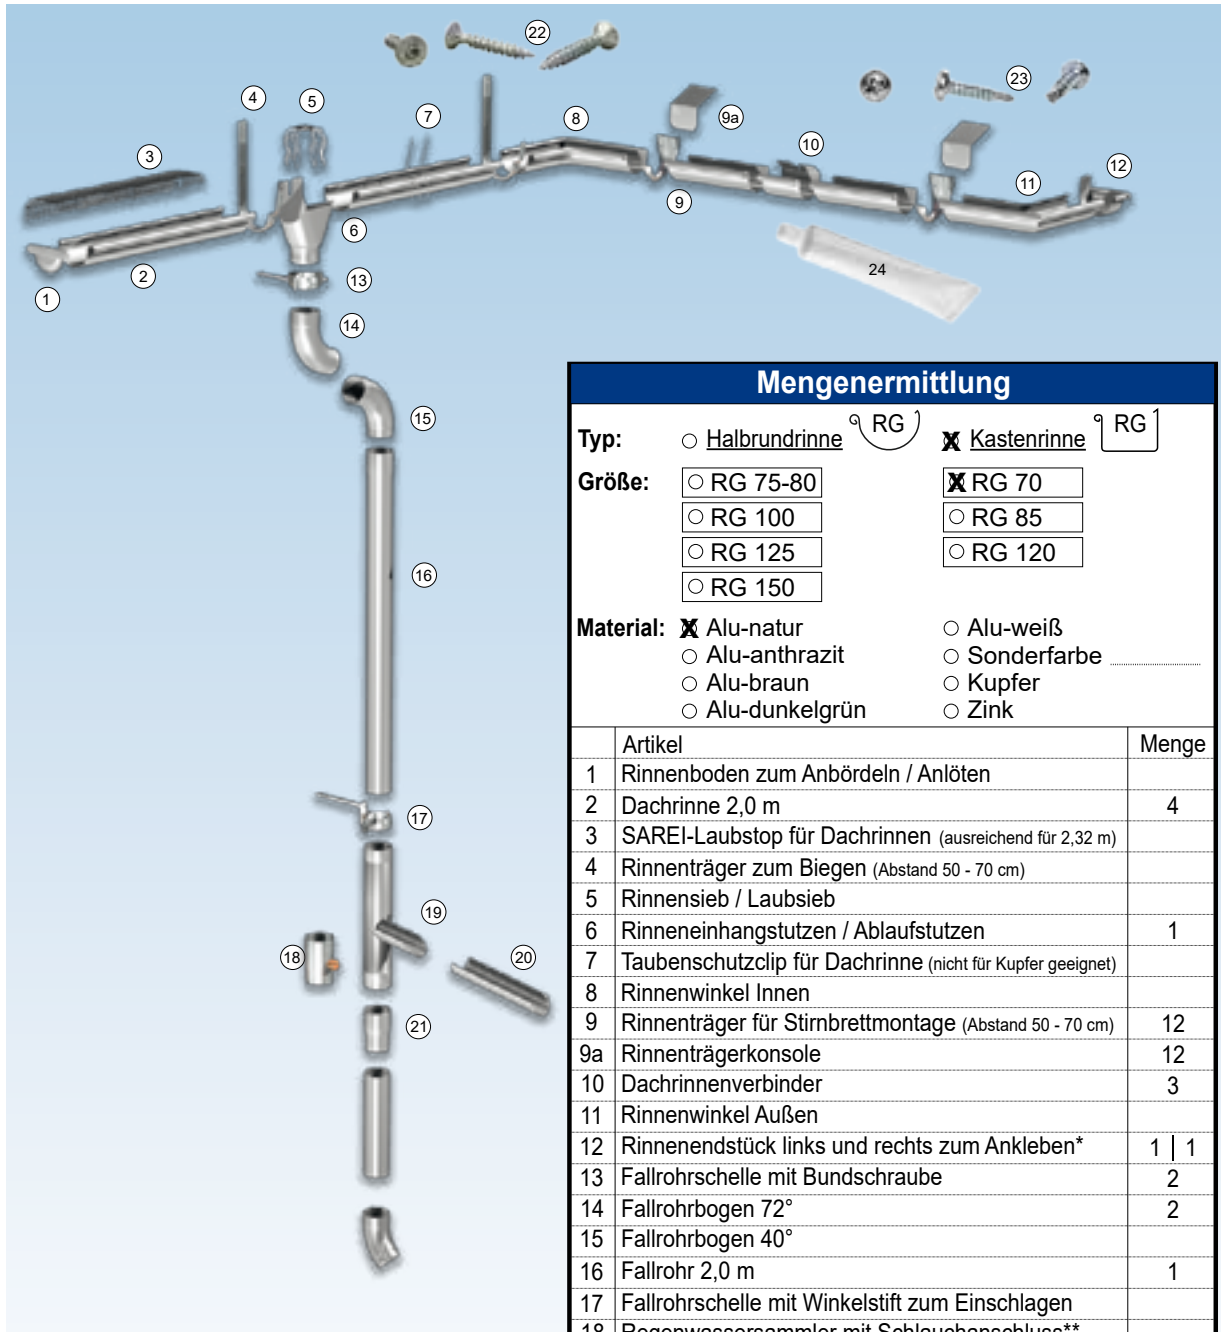 22
4
5
7
8
9a
23
3
10
12
11
9
6
2
1
13
24
14
15
16
17
19
18
20
21
Mengenermittlung
Typ: ○ Halbrundrinne RG X Kastenrinne RG
Größe: ○ RG 75-80 X RG 70
○ RG 100 ○ RG 85
○ RG 125 ○ RG 120
○ RG 150
Material: X Alu-natur ○ Alu-weiß
○ Alu-anthrazit ○ Sonderfarbe
○ Alu-braun ○ Kupfer
○ Alu-dunkelgrün ○ Zink
Artikel Menge
1 Rinnenboden zum Anbördeln / Anlöten
2 Dachrinne 2,0 m 4
3 SAREI-Laubstop für Dachrinnen (ausreichend für 2,32 m)
4 Rinnenträger zum Biegen (Abstand 50 - 70 cm)
5 Rinnensieb / Laubsieb
6 Rinneneinhangstutzen / Ablaufstutzen 1
7 Taubenschutzclip für Dachrinne (nicht für Kupfer geeignet)
8 Rinnenwinkel Innen
9 Rinnenträger für Stirnbrettmontage (Abstand 50 - 70 cm) 12
9a Rinnenträgerkonsole 12
10 Dachrinnenverbinder 3
11 Rinnenwinkel Außen
12 Rinnenendstück links und rechts zum Ankleben* 1 | 1
13 Fallrohrschelle mit Bundschraube 2
14 Fallrohrbogen 72° 2
15 Fallrohrbogen 40°
16 Fallrohr 2,0 m 1
17 Fallrohrschelle mit Winkelstift zum Einschlagen
18 Regenwassersammler mit Schlauchanschluss**